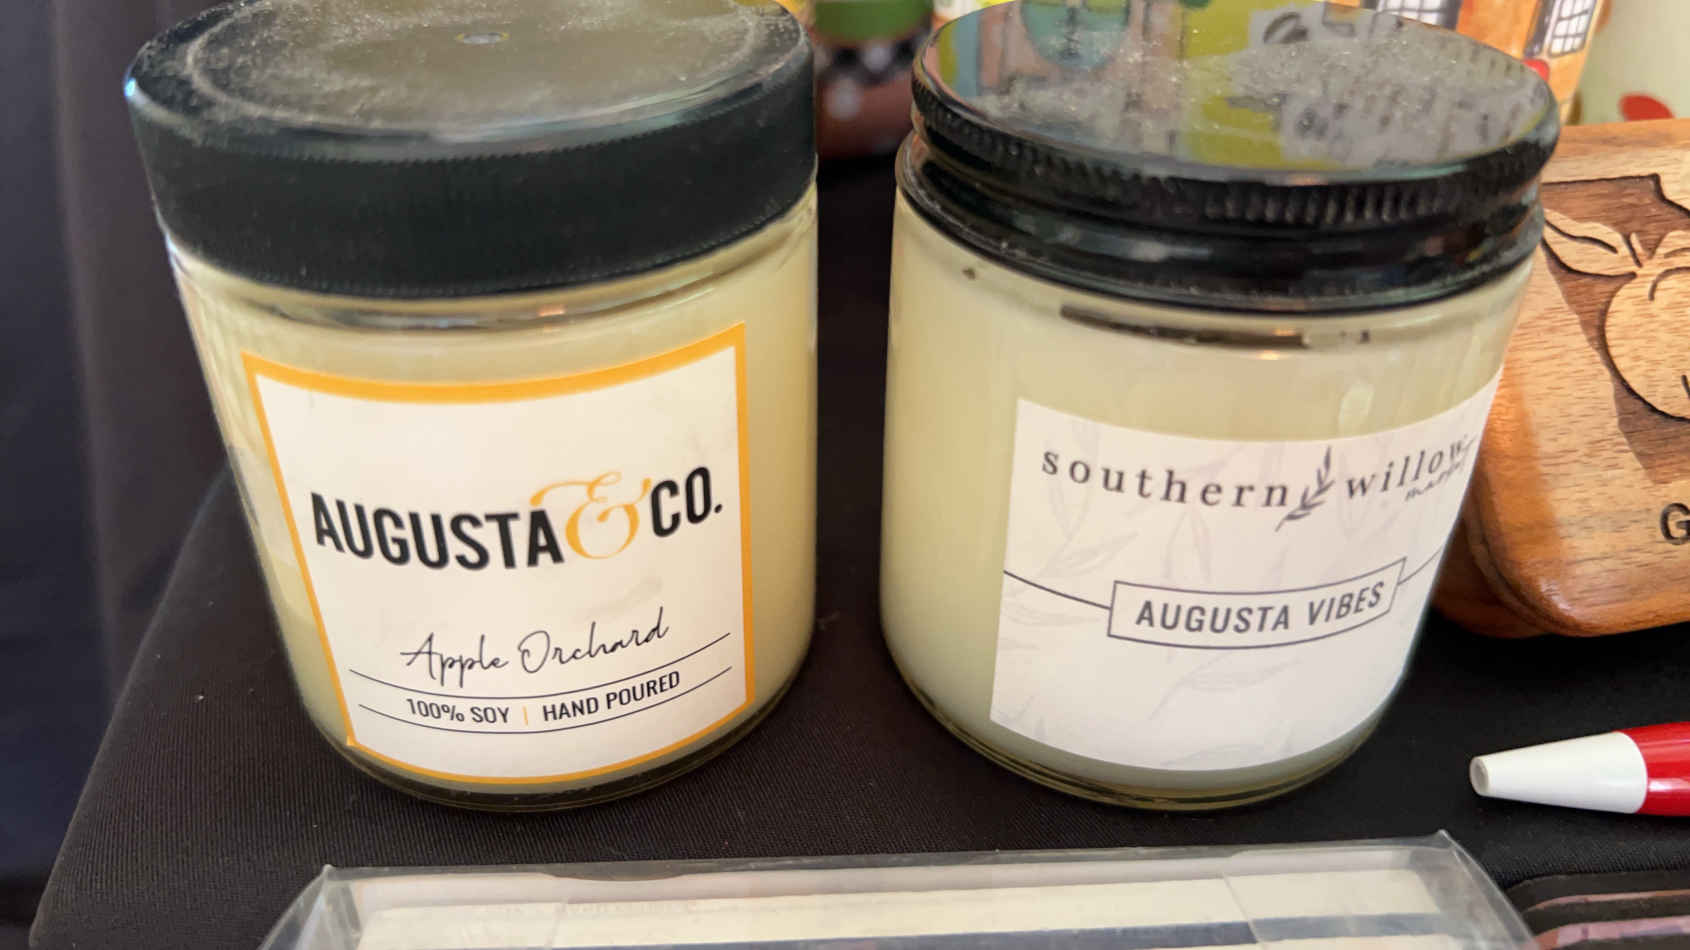 AUGUSTA & CO.
Apple Orchard
100% SOY | HAND POURED
southern willow
AUGUSTA VIBES
G